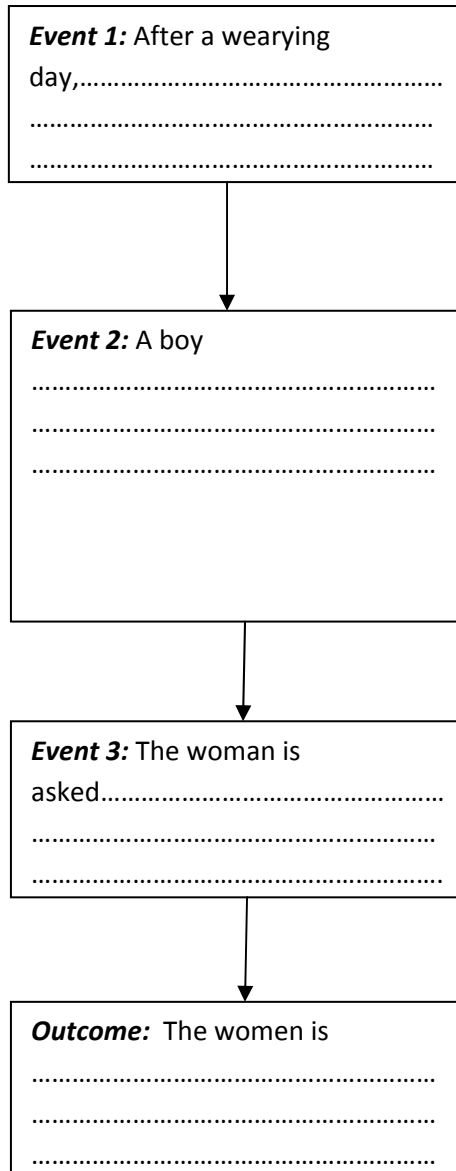 Event 1: After a wearying
day,……………………………………………
…………………………………………………
…………………………………………………
Event 2: A boy
…………………………………………………
…………………………………………………
…………………………………………………
Event 3: The woman is
asked…………………………………………
…………………………………………………
………………………………………………….
Outcome: The women is
…………………………………………………
…………………………………………………
…………………………………………………